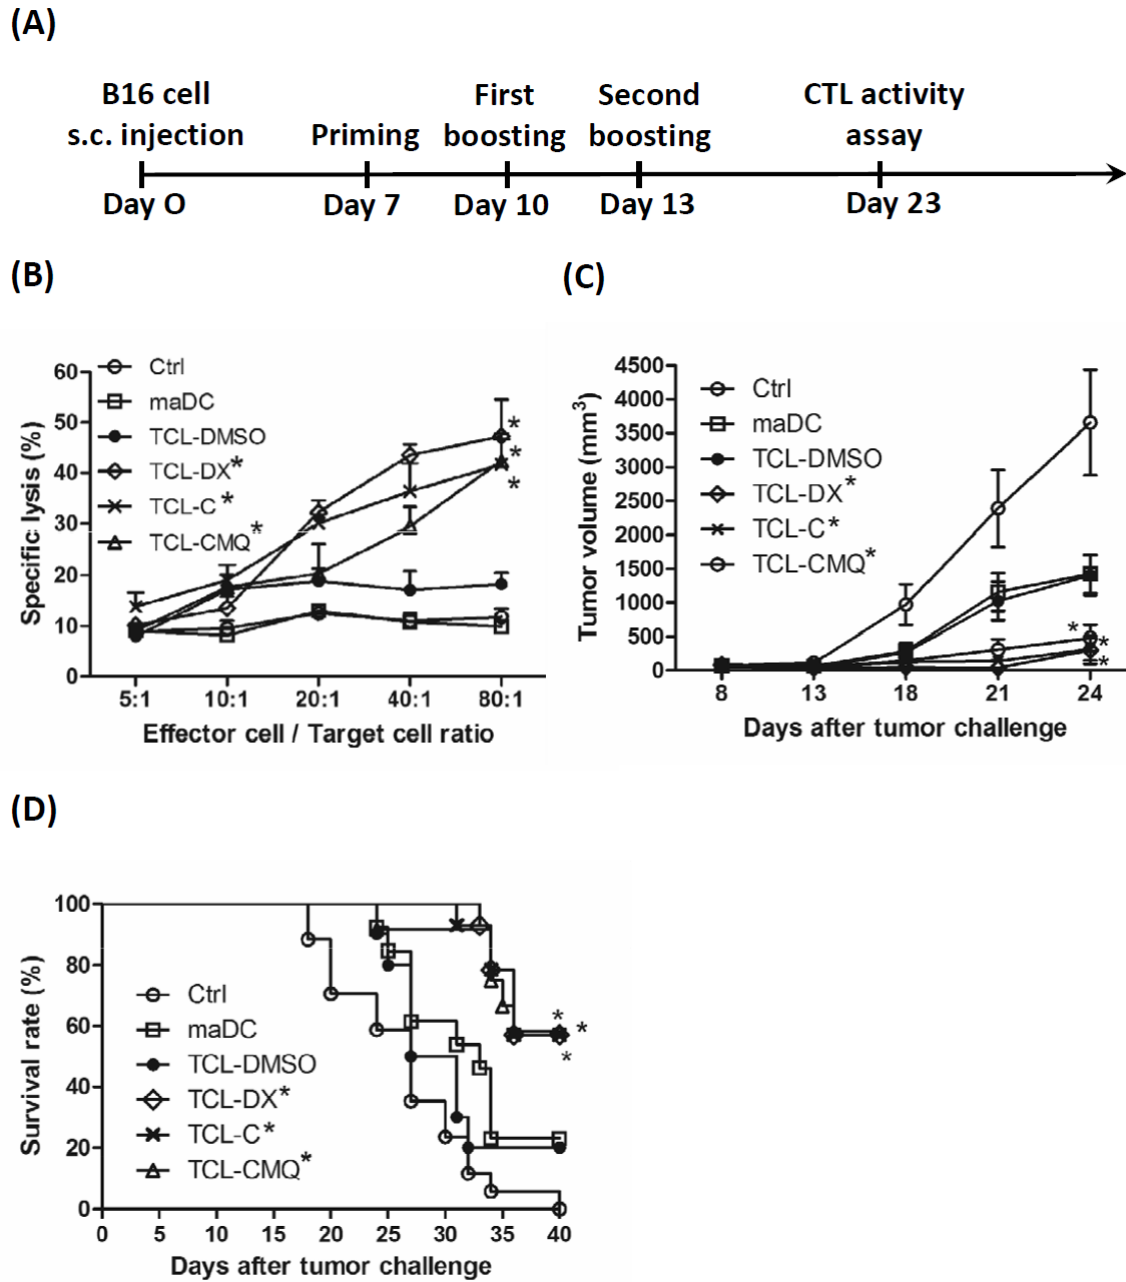 (A)
B16 cell
s.c. injection
Priming
First
boosting
Second
boosting
CTL activity
assay
Day O
Day 7
Day 10
Day 13
Day 23
(B)
Specific lysis (%)
60
50
40
30
20
10
0
Ctrl
maDC
TCL-DMSO
TCL-DX*
TCL-C*
TCL-CMQ*
*
*
*
5:1
10:1
20:1
40:1
80:1
Effector cell / Target cell ratio
(C)
Tumor volume (mm³)
4500
4000
3500
3000
2500
2000
1500
1000
500
0
Ctrl
maDC
TCL-DMSO
TCL-DX*
TCL-C*
TCL-CMQ*
*
*
*
8
13
18
21
24
Days after tumor challenge
(D)
Survival rate (%)
100
80
60
40
20
0
Ctrl
maDC
TCL-DMSO
TCL-DX*
TCL-C*
TCL-CMQ*
*
*
*
0
5
10
15
20
25
30
35
40
Days after tumor challenge